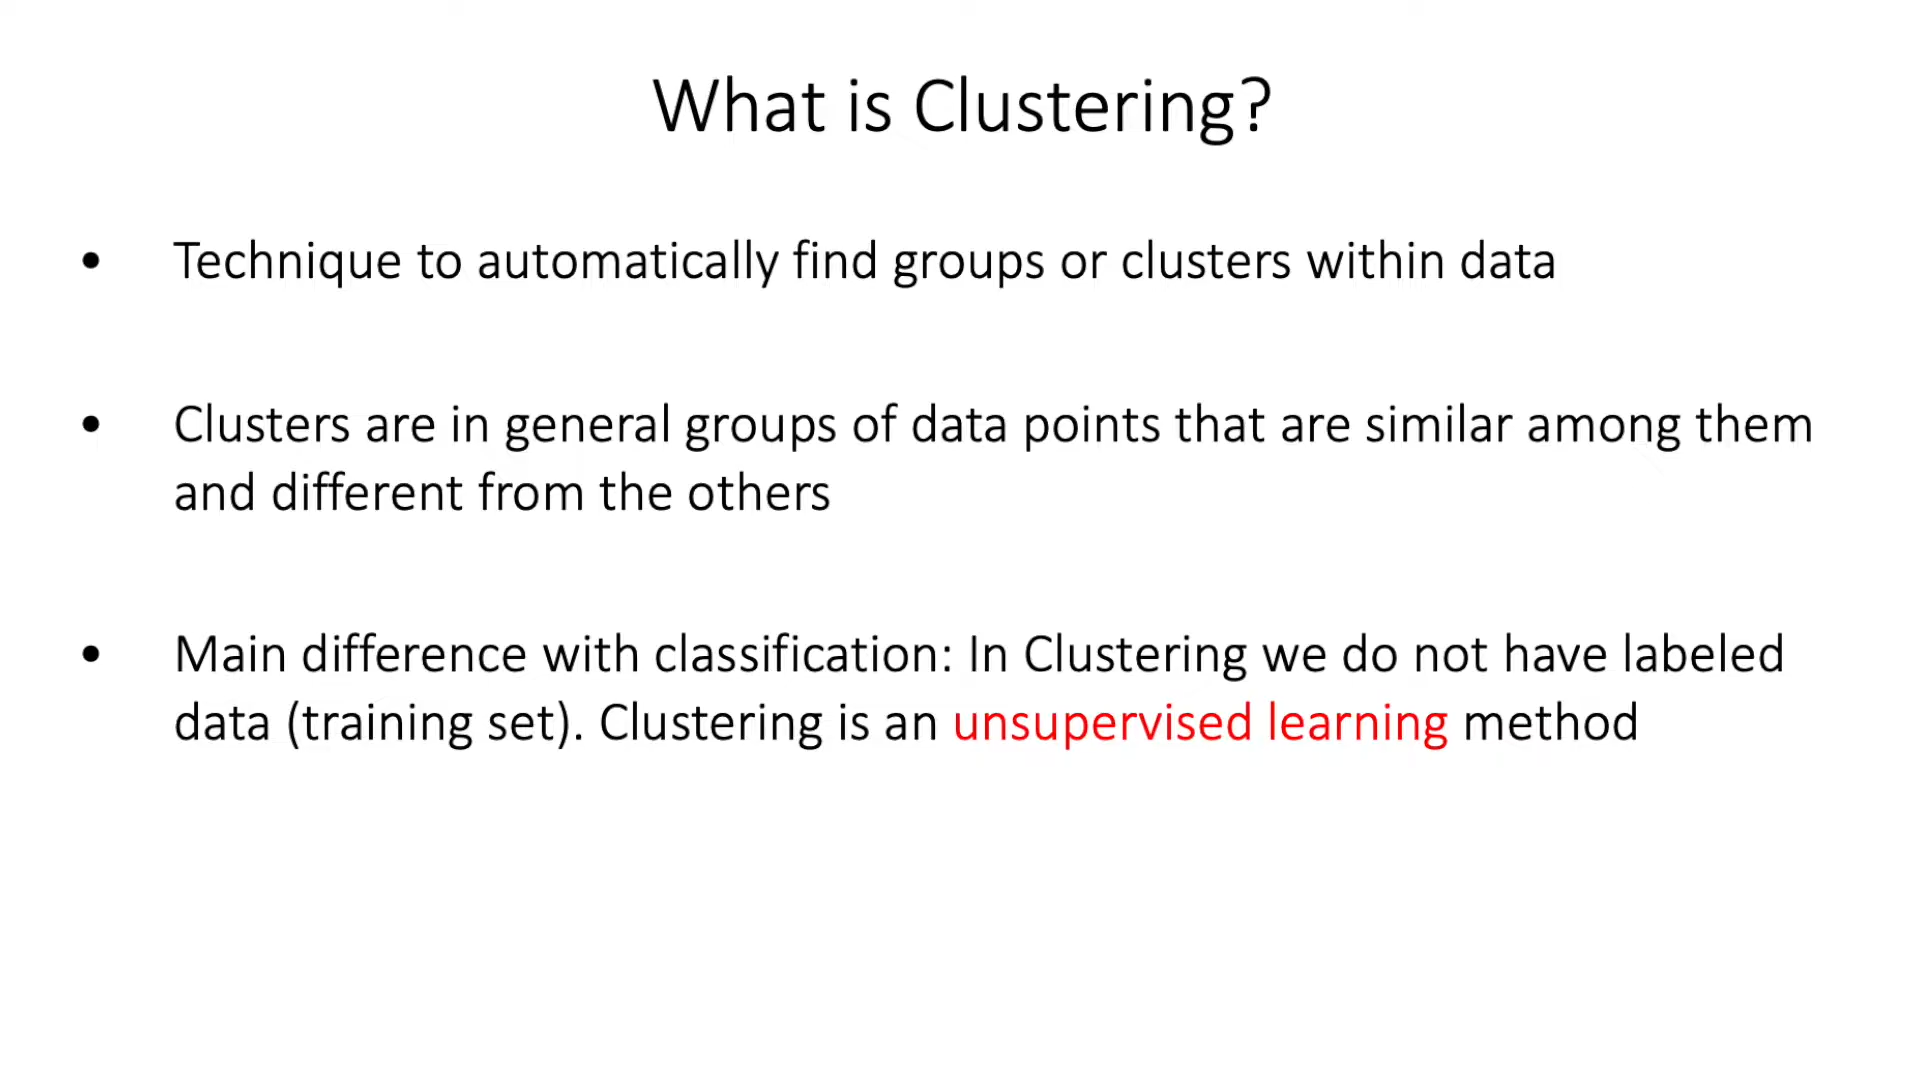 What is Clustering?
• Technique to automatically find groups or clusters within data
• Clusters are in general groups of data points that are similar among them
and different from the others
• Main difference with classification: In Clustering we do not have labeled
data (training set). Clustering is an unsupervised learning method